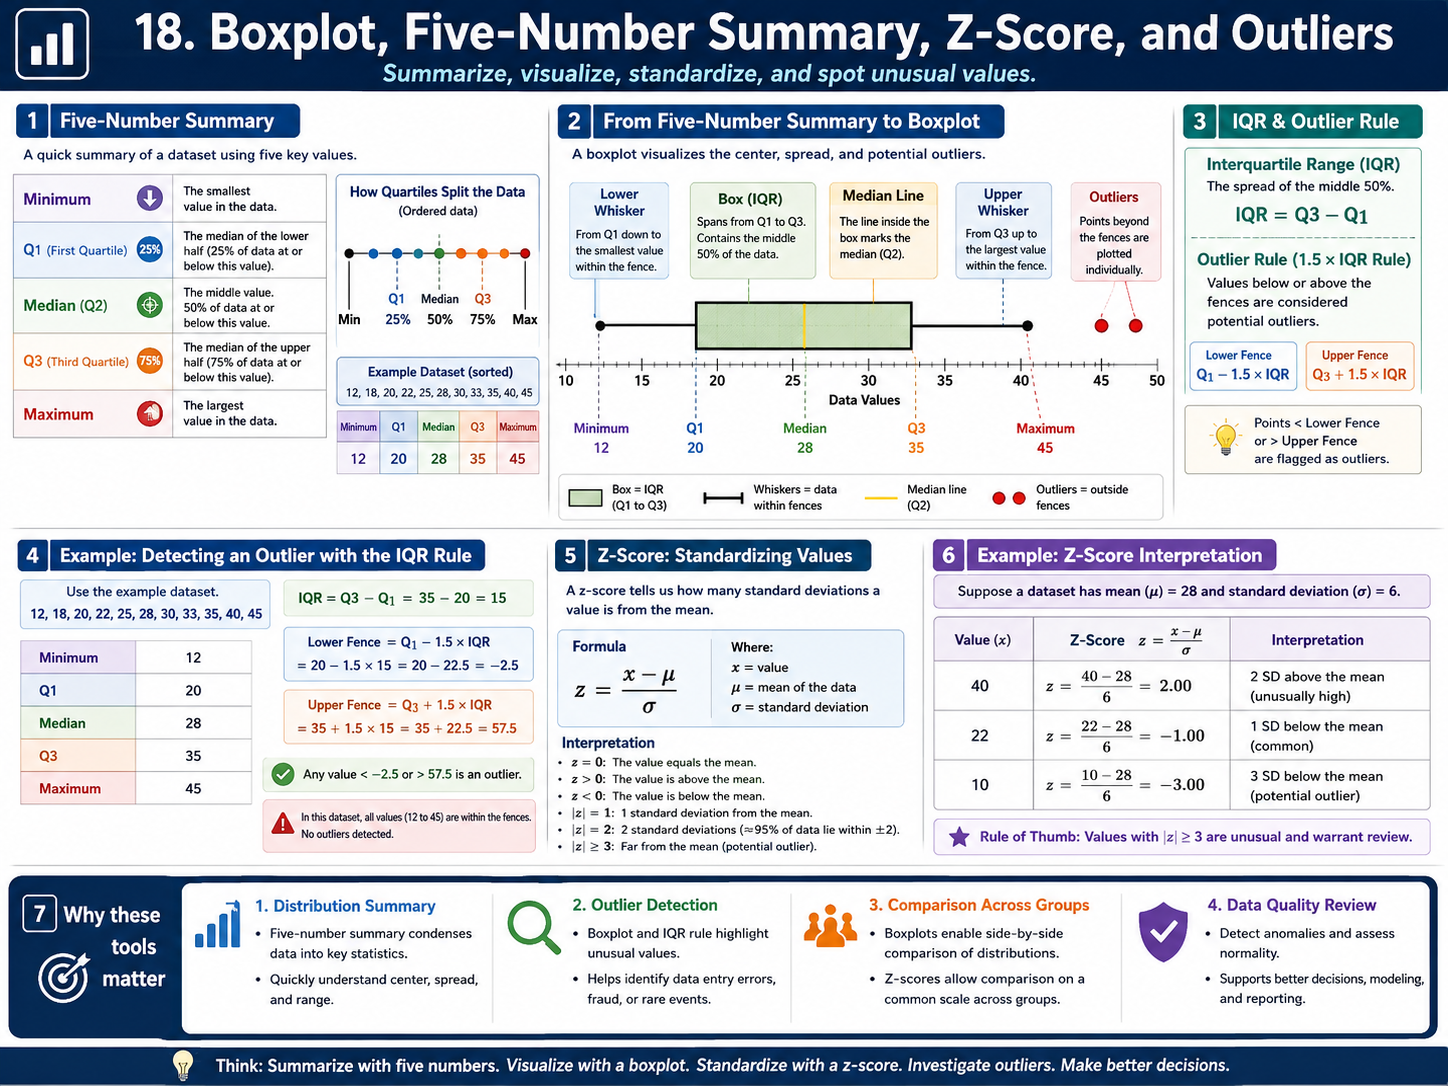 18. Boxplot, Five-Number Summary, Z-Score, and Outliers
Summarize, visualize, standardize, and spot unusual values.
1 Five-Number Summary
A quick summary of a dataset using five key values.
Minimum
The smallest
value in the data.
Q1 (First Quartile) 25%
The median of the lower
half (25% of data at or
below this value).
Median (Q2)
The middle value.
50% of data at or
below this value.
Q3 (Third Quartile) 75%
The median of the upper
half (75% of data at or
below this value).
Maximum
The largest
value in the data.
How Quartiles Split the Data
(Ordered data)
Q1 Median Q3
Min 25% 50% 75% Max
Example Dataset (sorted)
12, 18, 20, 22, 25, 28, 30, 33, 35, 40, 45
Minimum Q1 Median Q3 Maximum
12 20 28 35 45
2 From Five-Number Summary to Boxplot
A boxplot visualizes the center, spread, and potential outliers.
Lower
Whisker
From Q1 down to
the smallest value
within the fence.
Box (IQR)
Spans from Q1 to Q3.
Contains the middle
50% of the data.
Median Line
The line inside the
box marks the
median (Q2).
Upper
Whisker
From Q3 up to
the largest value
within the fence.
Outliers
Points beyond
the fences are
plotted
individually.
10 15 20 25 30 35 40 45 50
Data Values
Minimum Q1 Median Q3 Maximum
12 20 28 35 45
Box = IQR
(Q1 to Q3)
Whiskers = data
within fences
Median line
(Q2)
Outliers = outside
fences
3 IQR & Outlier Rule
Interquartile Range (IQR)
The spread of the middle 50%.
IQR = Q3 − Q₁
Outlier Rule (1.5 × IQR Rule)
Values below or above the
fences are considered
potential outliers.
Lower Fence
Q₁ − 1.5 × IQR
Upper Fence
Q₃ + 1.5 × IQR
Points < Lower Fence
or > Upper Fence
are flagged as outliers.
4 Example: Detecting an Outlier with the IQR Rule
Use the example dataset.
12, 18, 20, 22, 25, 28, 30, 33, 35, 40, 45
Minimum 12
Q1 20
Median 28
Q3 35
Maximum 45
IQR = Q3 − Q₁ = 35 − 20 = 15
Lower Fence = Q₁ − 1.5 × IQR
= 20 − 1.5 × 15 = 20 − 22.5 = −2.5
Upper Fence = Q₃ + 1.5 × IQR
= 35 + 1.5 × 15 = 35 + 22.5 = 57.5
Any value < −2.5 or > 57.5 is an outlier.
In this dataset, all values (12 to 45) are within the fences.
No outliers detected.
5 Z-Score: Standardizing Values
A z-score tells us how many standard deviations a
value is from the mean.
Formula
z = (x − μ) / σ
Where:
x = value
μ = mean of the data
σ = standard deviation
Interpretation
• z = 0: The value equals the mean.
• z > 0: The value is above the mean.
• z < 0: The value is below the mean.
• |z| = 1: 1 standard deviation from the mean.
• |z| = 2: 2 standard deviations (≈95% of data lie within ±2).
• |z| ≥ 3: Far from the mean (potential outlier).
6 Example: Z-Score Interpretation
Suppose a dataset has mean (μ) = 28 and standard deviation (σ) = 6.
Value (x) Z-Score z = (x − μ) / σ Interpretation
40 z = (40 − 28) / 6 = 2.00
2 SD above the mean
(unusually high)
22 z = (22 − 28) / 6 = −1.00
1 SD below the mean
(common)
10 z = (10 − 28) / 6 = −3.00
3 SD below the mean
(potential outlier)
Rule of Thumb: Values with |z| ≥ 3 are unusual and warrant review.
7 Why these
tools
matter
1. Distribution Summary
• Five-number summary condenses
data into key statistics.
• Quickly understand center, spread,
and range.
2. Outlier Detection
• Boxplot and IQR rule highlight
unusual values.
• Helps identify data entry errors,
fraud, or rare events.
3. Comparison Across Groups
• Boxplots enable side-by-side
comparison of distributions.
• Z-scores allow comparison on a
common scale across groups.
4. Data Quality Review
• Detect anomalies and assess
normality.
• Supports better decisions, modeling,
and reporting.
Think: Summarize with five numbers. Visualize with a boxplot. Standardize with a z-score. Investigate outliers. Make better decisions.